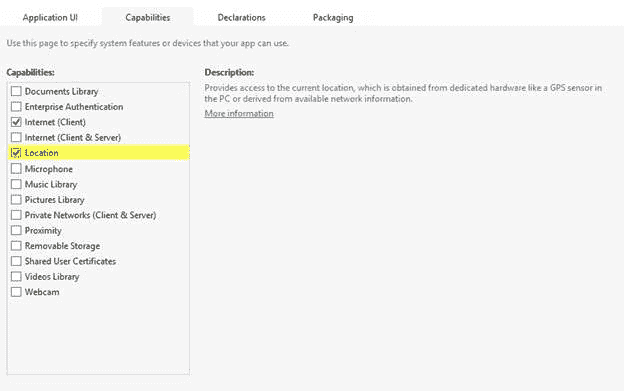 Application UI Capabilities Declarations Packaging
Use this page to specify system features or devices that your app can use.
Capabilities:
Documents Library
Enterprise Authentication
Internet (Client)
Internet (Client & Server)
Location
Microphone
Music Library
Pictures Library
Private Networks (Client & Server)
Proximity
Removable Storage
Shared User Certificates
Videos Library
Webcam
Description:
Provides access to the current location, which is obtained from dedicated hardware like a GPS sensor in
the PC or derived from available network information.
More information